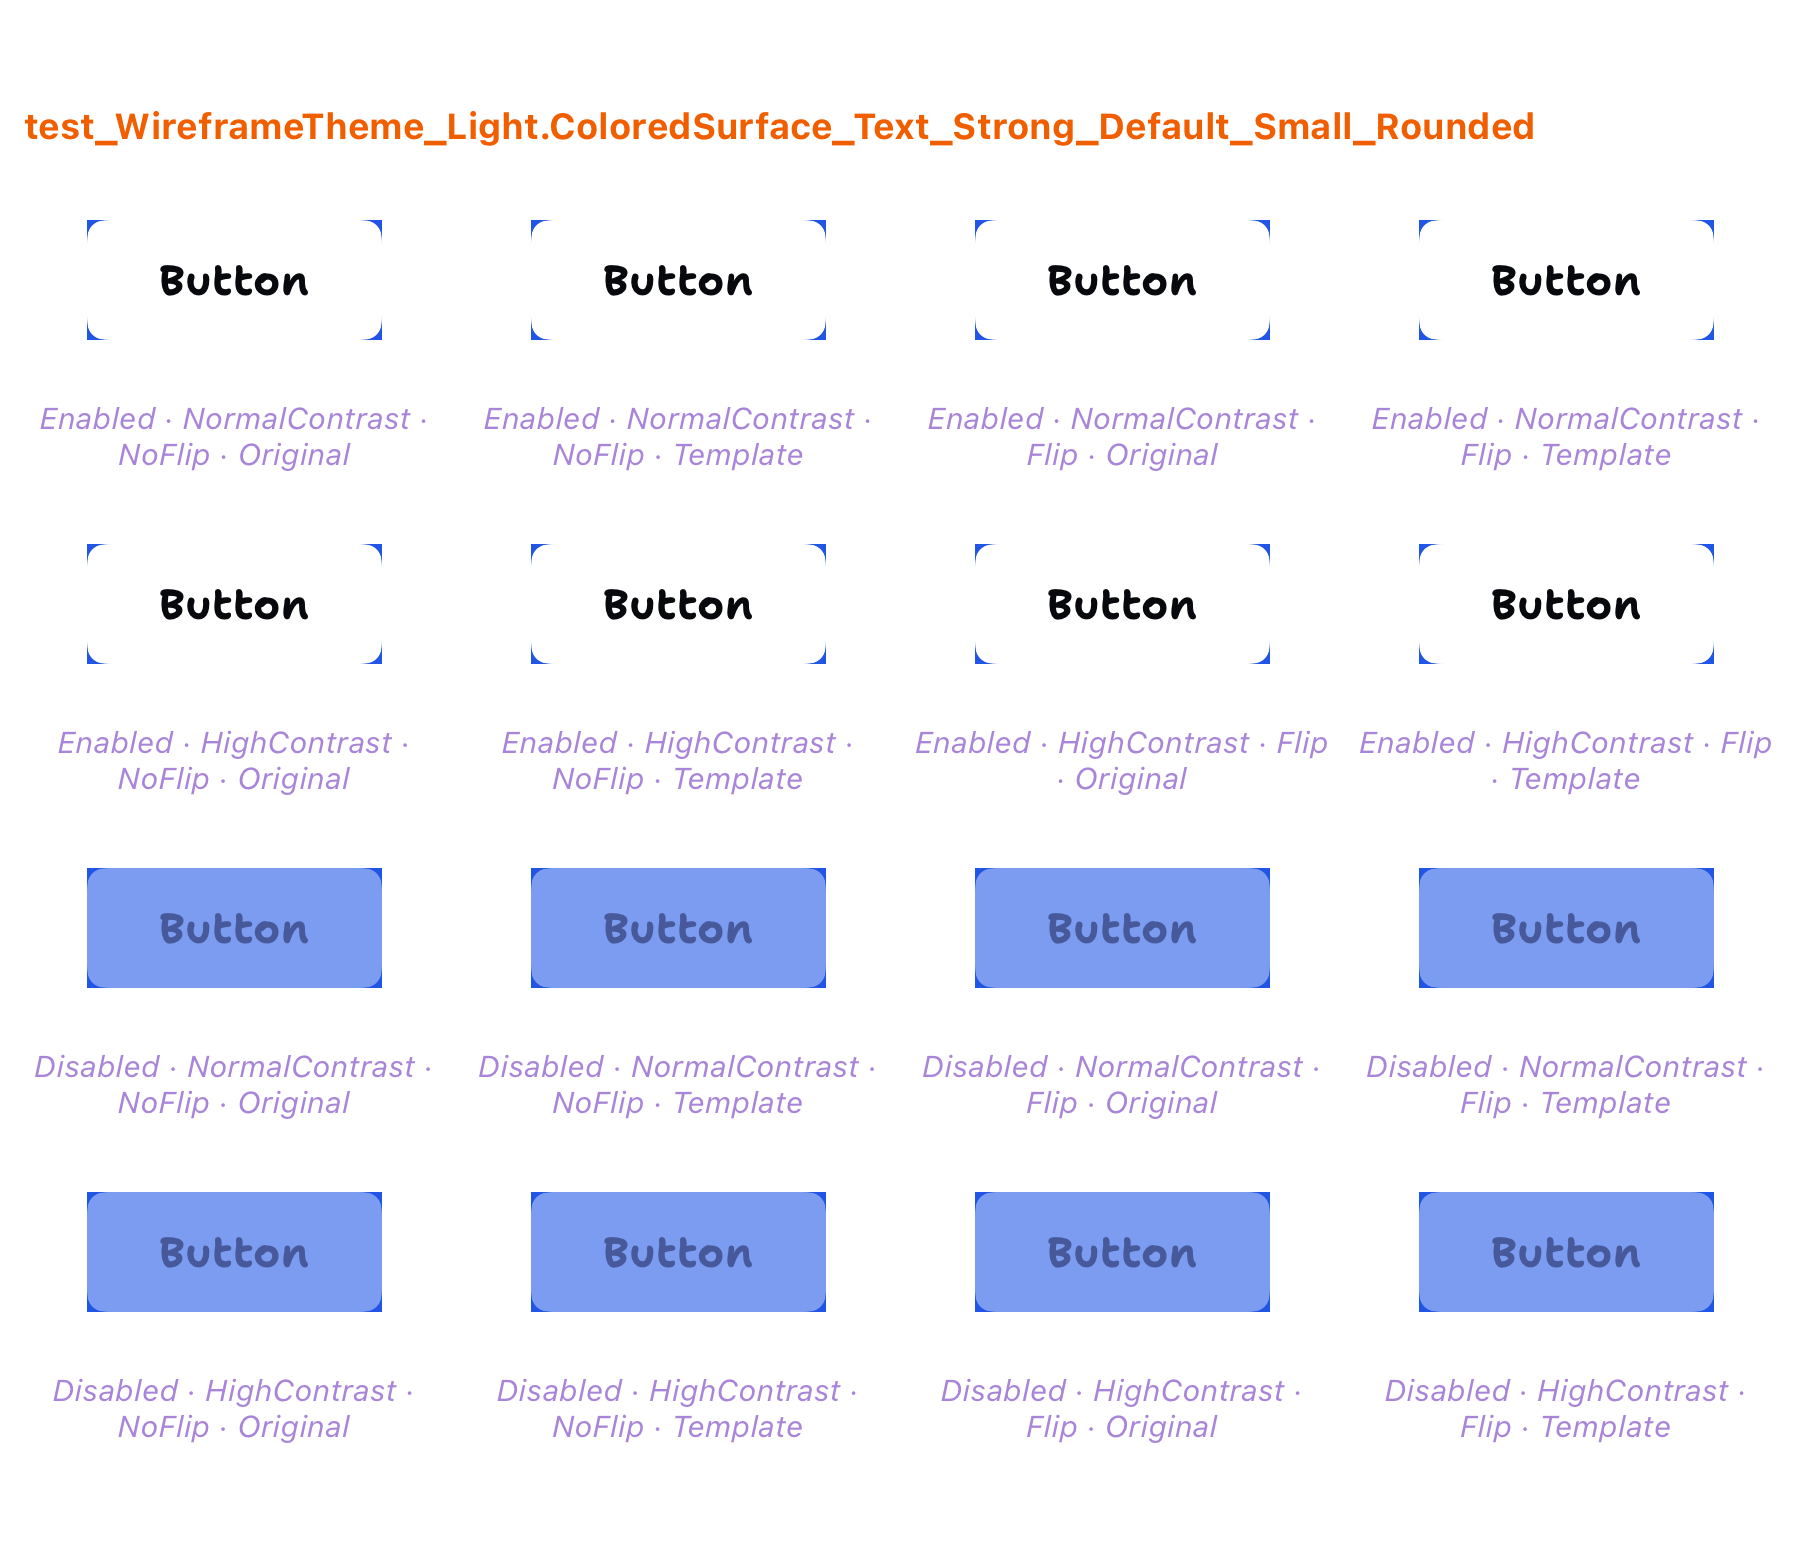 test_WireframeTheme_Light.ColoredSurface_Text_Strong_Default_Small_Rounded
Button Button Button Button
Enabled · NormalContrast · Enabled · NormalContrast · Enabled · NormalContrast · Enabled · NormalContrast ·
NoFlip · Original NoFlip · Template Flip · Original Flip · Template
Button Button Button Button
Enabled · HighContrast · Enabled · HighContrast · Enabled · HighContrast · Flip Enabled · HighContrast · Flip
NoFlip · Original NoFlip · Template · Original · Template
Button Button Button Button
Disabled · NormalContrast · Disabled · NormalContrast · Disabled · NormalContrast · Disabled · NormalContrast ·
NoFlip · Original NoFlip · Template Flip · Original Flip · Template
Button Button Button Button
Disabled · HighContrast · Disabled · HighContrast · Disabled · HighContrast · Disabled · HighContrast ·
NoFlip · Original NoFlip · Template Flip · Original Flip · Template